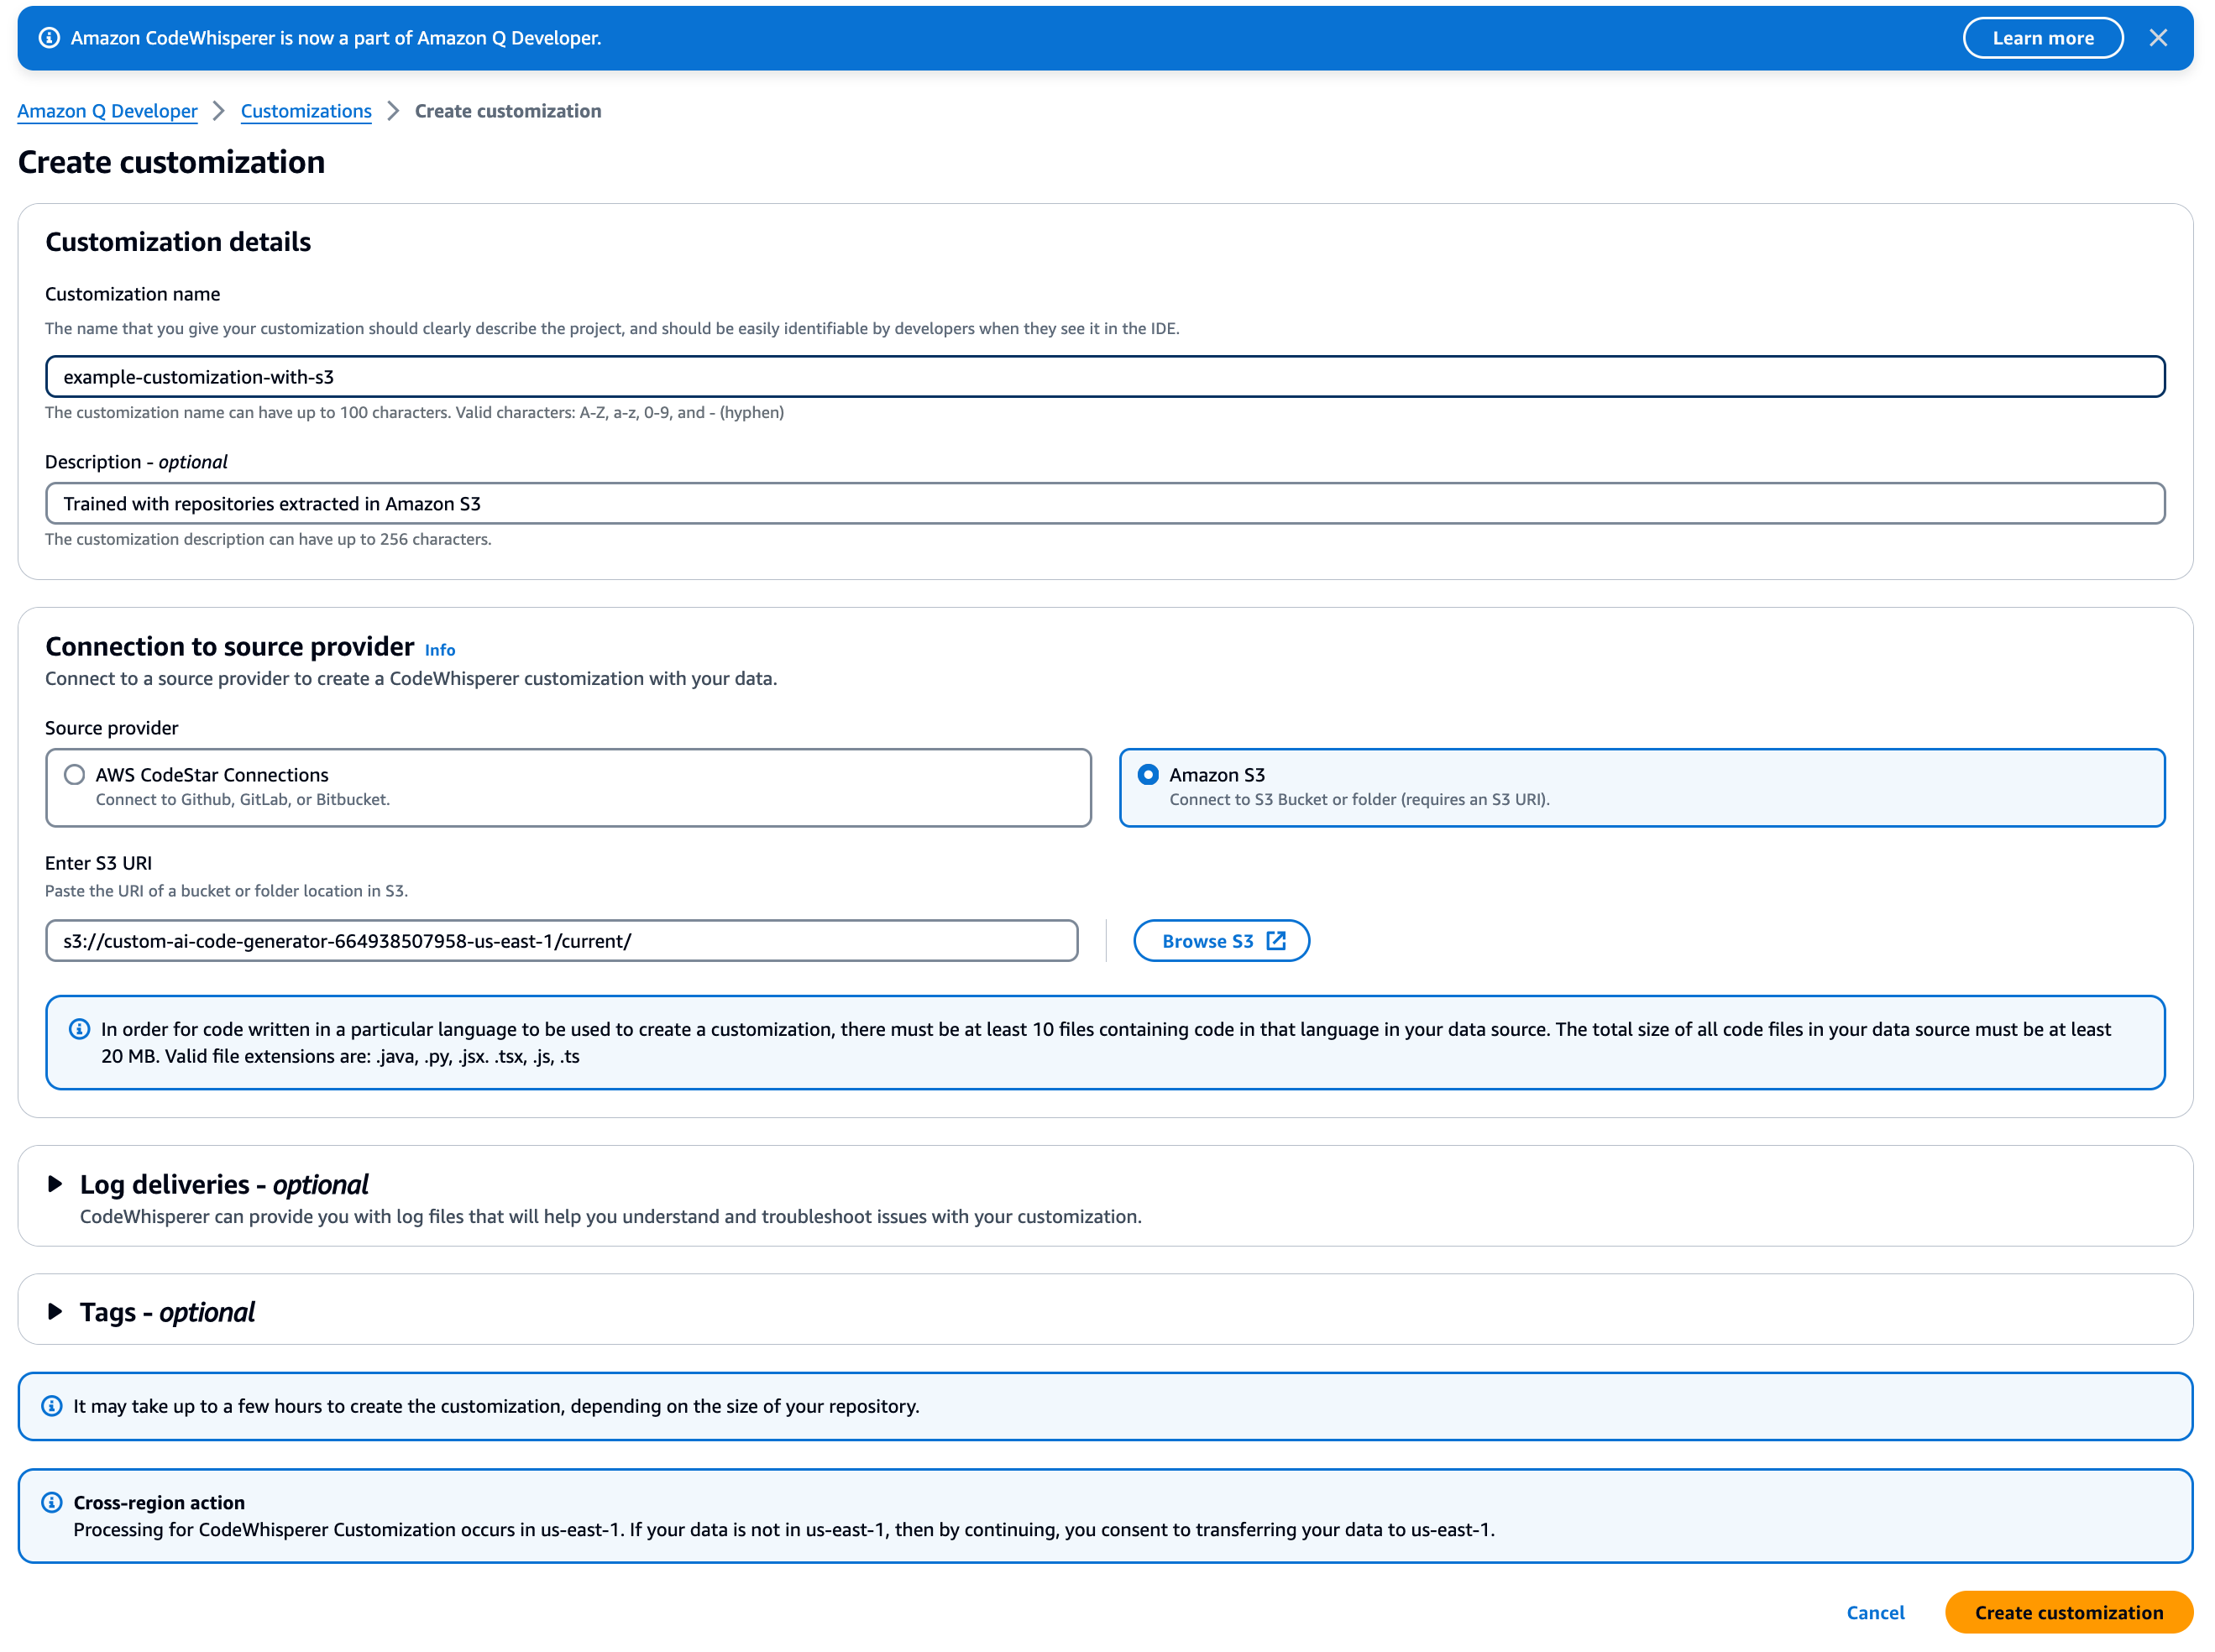 Amazon CodeWhisperer is now a part of Amazon Q Developer.
Learn more
Amazon Q Developer
Customizations
Create customization
Create customization
Customization details
Customization name
The name that you give your customization should clearly describe the project, and should be easily identifiable by developers when they see it in the IDE.
example-customization-with-s3
The customization name can have up to 100 characters. Valid characters: A-Z, a-z, 0-9, and - (hyphen)
Description - optional
Trained with repositories extracted in Amazon S3
The customization description can have up to 256 characters.
Connection to source provider Info
Connect to a source provider to create a CodeWhisperer customization with your data.
Source provider
AWS CodeStar Connections
Connect to Github, GitLab, or Bitbucket.
Amazon S3
Connect to S3 Bucket or folder (requires an S3 URI).
Enter S3 URI
Paste the URI of a bucket or folder location in S3.
s3://custom-ai-code-generator-664938507958-us-east-1/current/
Browse S3
In order for code written in a particular language to be used to create a customization, there must be at least 10 files containing code in that language in your data source. The total size of all code files in your data source must be at least
20 MB. Valid file extensions are: .java, .py, .jsx. .tsx, .js, .ts
Log deliveries - optional
CodeWhisperer can provide you with log files that will help you understand and troubleshoot issues with your customization.
Tags - optional
It may take up to a few hours to create the customization, depending on the size of your repository.
Cross-region action
Processing for CodeWhisperer Customization occurs in us-east-1. If your data is not in us-east-1, then by continuing, you consent to transferring your data to us-east-1.
Cancel
Create customization